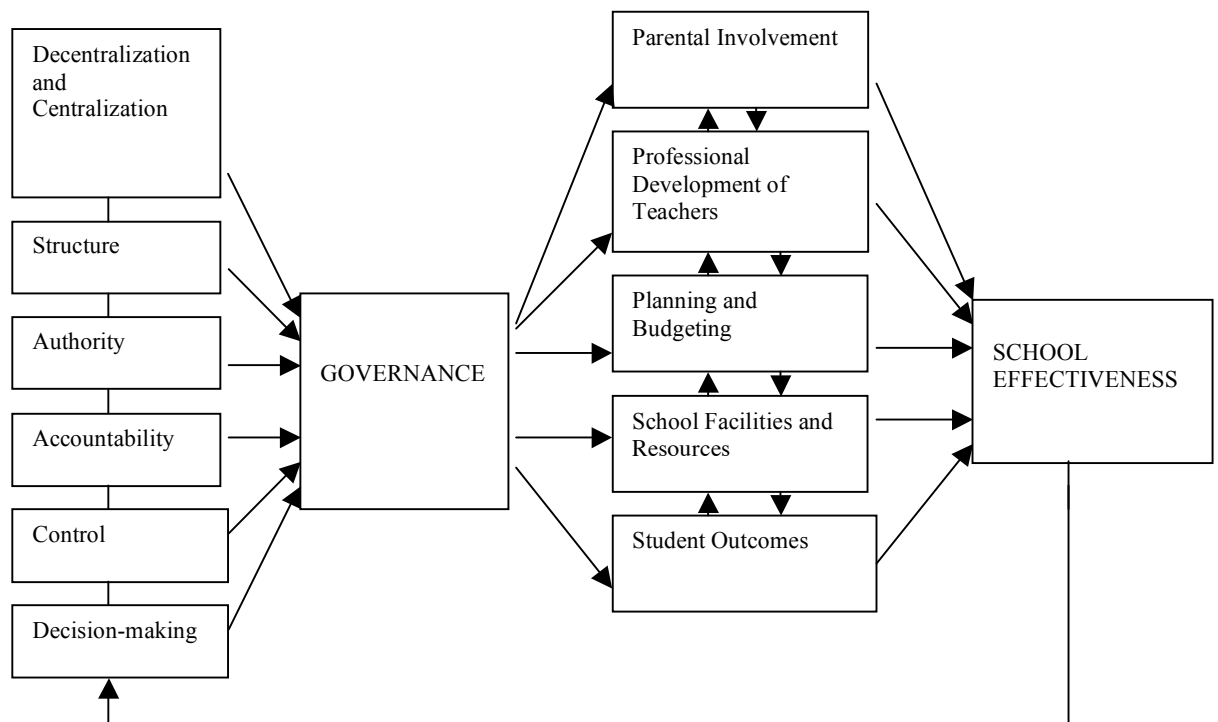 Decentralization
and
Centralization
Structure
Authority
Accountability
Control
Decision-making
GOVERNANCE
Parental Involvement
Professional
Development of
Teachers
Planning and
Budgeting
School Facilities and
Resources
Student Outcomes
SCHOOL
EFFECTIVENESS